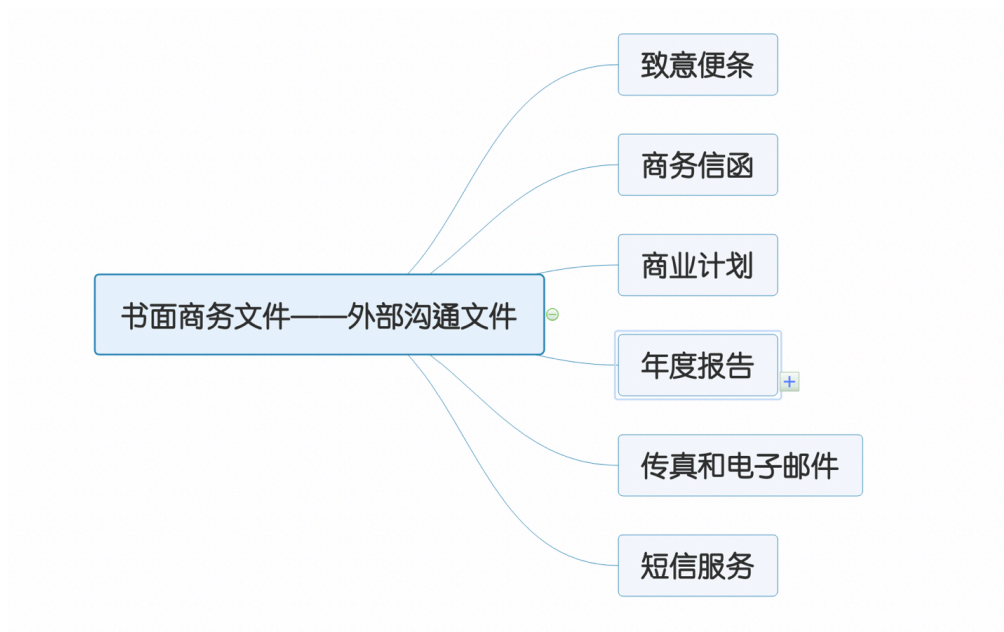 致意便条
商务信函
商业计划
书面商务文件——外部沟通文件
年度报告
传真和电子邮件
短信服务